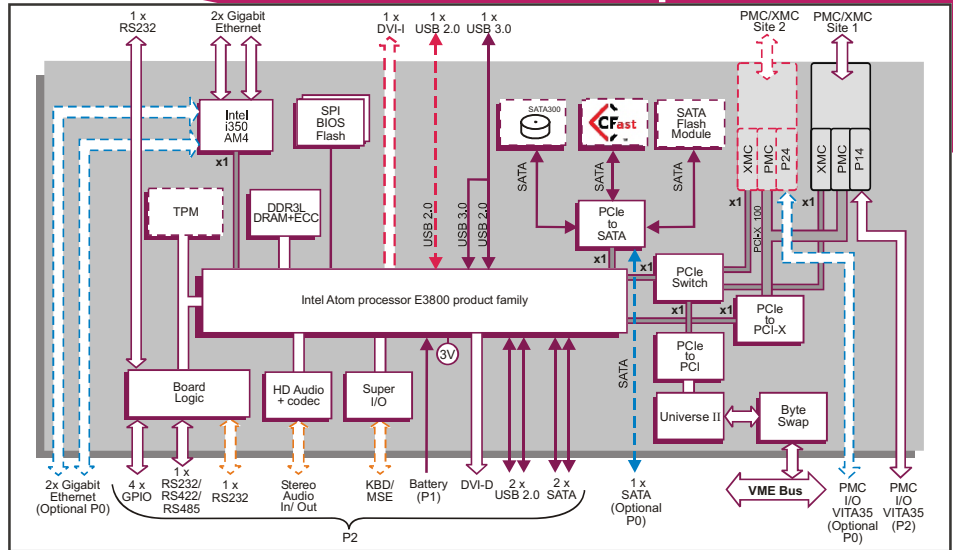 1 x
RS232
2x Gigabit
Ethernet
1 x
DVI-I
1 x
USB 2.0
1 x
USB 3.0
PMC/XMC
Site 2
PMC/XMC
Site 1
Intel
i350
AM4
SPI
BIOS
Flash
SATA300
CFast
SATA
Flash
Module
x1
XMC
PMC
P24
XMC
PMC
P14
SATA
SATA
SATA
TPM
DDR3L
DRAM+ECC
USB 2.0
USB 3.0
USB 2.0
PCIe
to
SATA
x1
PCI-X 100
x1
x1
x1
PCIe
Switch
Intel Atom processor E3800 product family
x1
x1
PCIe
to
PCI-X
3V
PCIe
to
PCI
SATA
Board
Logic
HD Audio
+ codec
Super
I/O
Universe II
Byte
Swap
2x Gigabit
Ethernet
(Optional P0)
4 x
GPIO
1 x
RS232/
RS422/
RS485
1 x
RS232
Stereo
Audio
In/ Out
KBD/
MSE
Battery
(P1)
DVI-D
2 x
USB 2.0
2 x
SATA
1 x
SATA
(Optional
P0)
VME Bus
PMC
I/O
VITA35
(Optional
P0)
PMC
I/O
VITA35
(P2)
P2